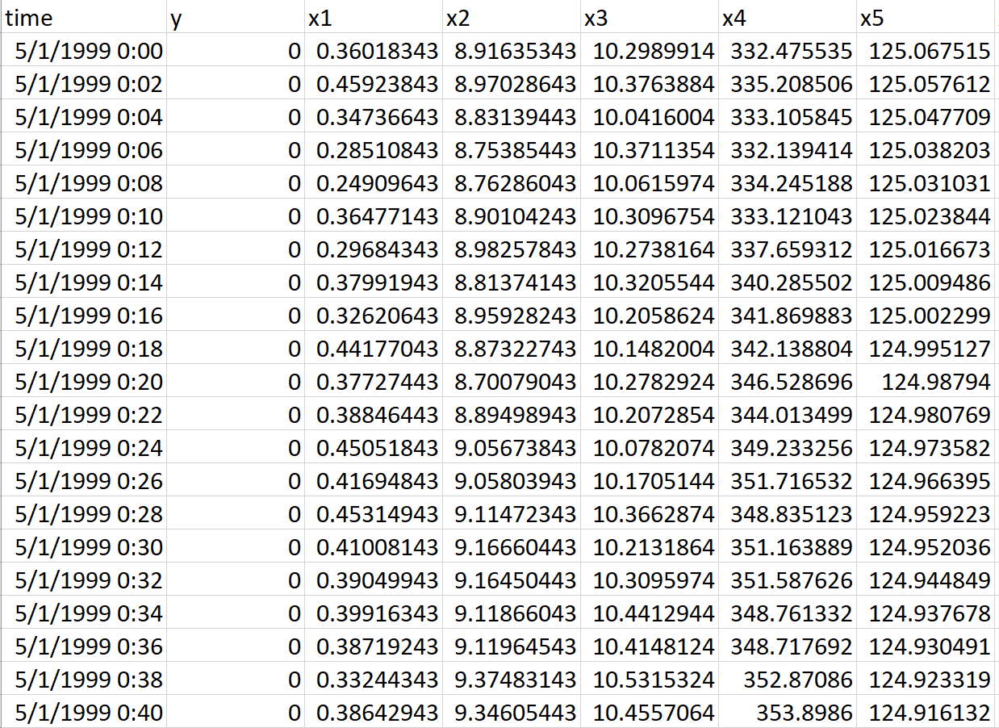 time y x1 x2 x3 x4 x5
5/1/1999 0:00 0 0.36018343 8.91635343 10.2989914 332.475535 125.067515
5/1/1999 0:02 0 0.45923843 8.97028643 10.3763884 335.208506 125.057612
5/1/1999 0:04 0 0.34736643 8.83139443 10.0416004 333.105845 125.047709
5/1/1999 0:06 0 0.28510843 8.75385443 10.3711354 332.139414 125.038203
5/1/1999 0:08 0 0.24909643 8.76286043 10.0615974 334.245188 125.031031
5/1/1999 0:10 0 0.36477143 8.90104243 10.3096754 333.121043 125.023844
5/1/1999 0:12 0 0.29684343 8.98257843 10.2738164 337.659312 125.016673
5/1/1999 0:14 0 0.37991943 8.81374143 10.3205544 340.285502 125.009486
5/1/1999 0:16 0 0.32620643 8.95928243 10.2058624 341.869883 125.002299
5/1/1999 0:18 0 0.44177043 8.87322743 10.1482004 342.138804 124.995127
5/1/1999 0:20 0 0.37727443 8.70079043 10.2782924 346.528696 124.98794
5/1/1999 0:22 0 0.38846443 8.89498943 10.2072854 344.013499 124.980769
5/1/1999 0:24 0 0.45051843 9.05673843 10.0782074 349.233256 124.973582
5/1/1999 0:26 0 0.41694843 9.05803943 10.1705144 351.716532 124.966395
5/1/1999 0:28 0 0.45314943 9.11472343 10.3662874 348.835123 124.959223
5/1/1999 0:30 0 0.41008143 9.16660443 10.2131864 351.163889 124.952036
5/1/1999 0:32 0 0.39049943 9.16450443 10.3095974 351.587626 124.944849
5/1/1999 0:34 0 0.39916343 9.11866043 10.4412944 348.761332 124.937678
5/1/1999 0:36 0 0.38719243 9.11964543 10.4148124 348.717692 124.930491
5/1/1999 0:38 0 0.33244343 9.37483143 10.5315324 352.87086 124.923319
5/1/1999 0:40 0 0.38642943 9.34605443 10.4557064 353.8986 124.916132